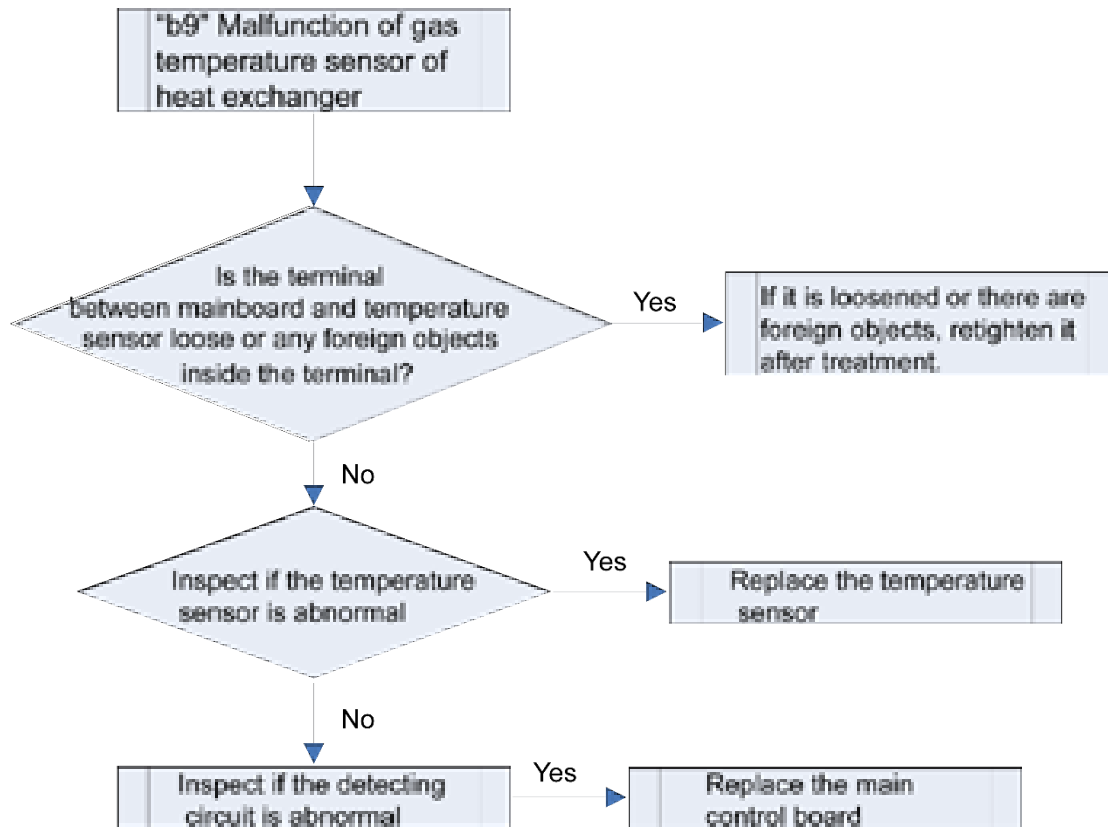 “b9” Malfunction of gas
temperature sensor of
heat exchanger
Is the terminal
between mainboard and temperature
sensor loose or any foreign objects
inside the terminal?
Yes
If it is loosened or there are
foreign objects, retighten it
after treatment.
No
Inspect if the temperature
sensor is abnormal
Yes
Replace the temperature
sensor
No
Inspect if the detecting
circuit is abnormal
Yes
Replace the main
control board